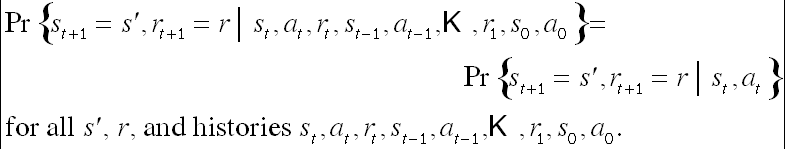 Pr {s_{t+1} = s′, r_{t+1} = r | s_t, a_t, r_t, s_{t-1}, a_{t-1}, K , r_1, s_0, a_0} =
Pr {s_{t+1} = s′, r_{t+1} = r | s_t, a_t}
for all s′, r, and histories s_t, a_t, r_t, s_{t-1}, a_{t-1}, K , r_1, s_0, a_0.